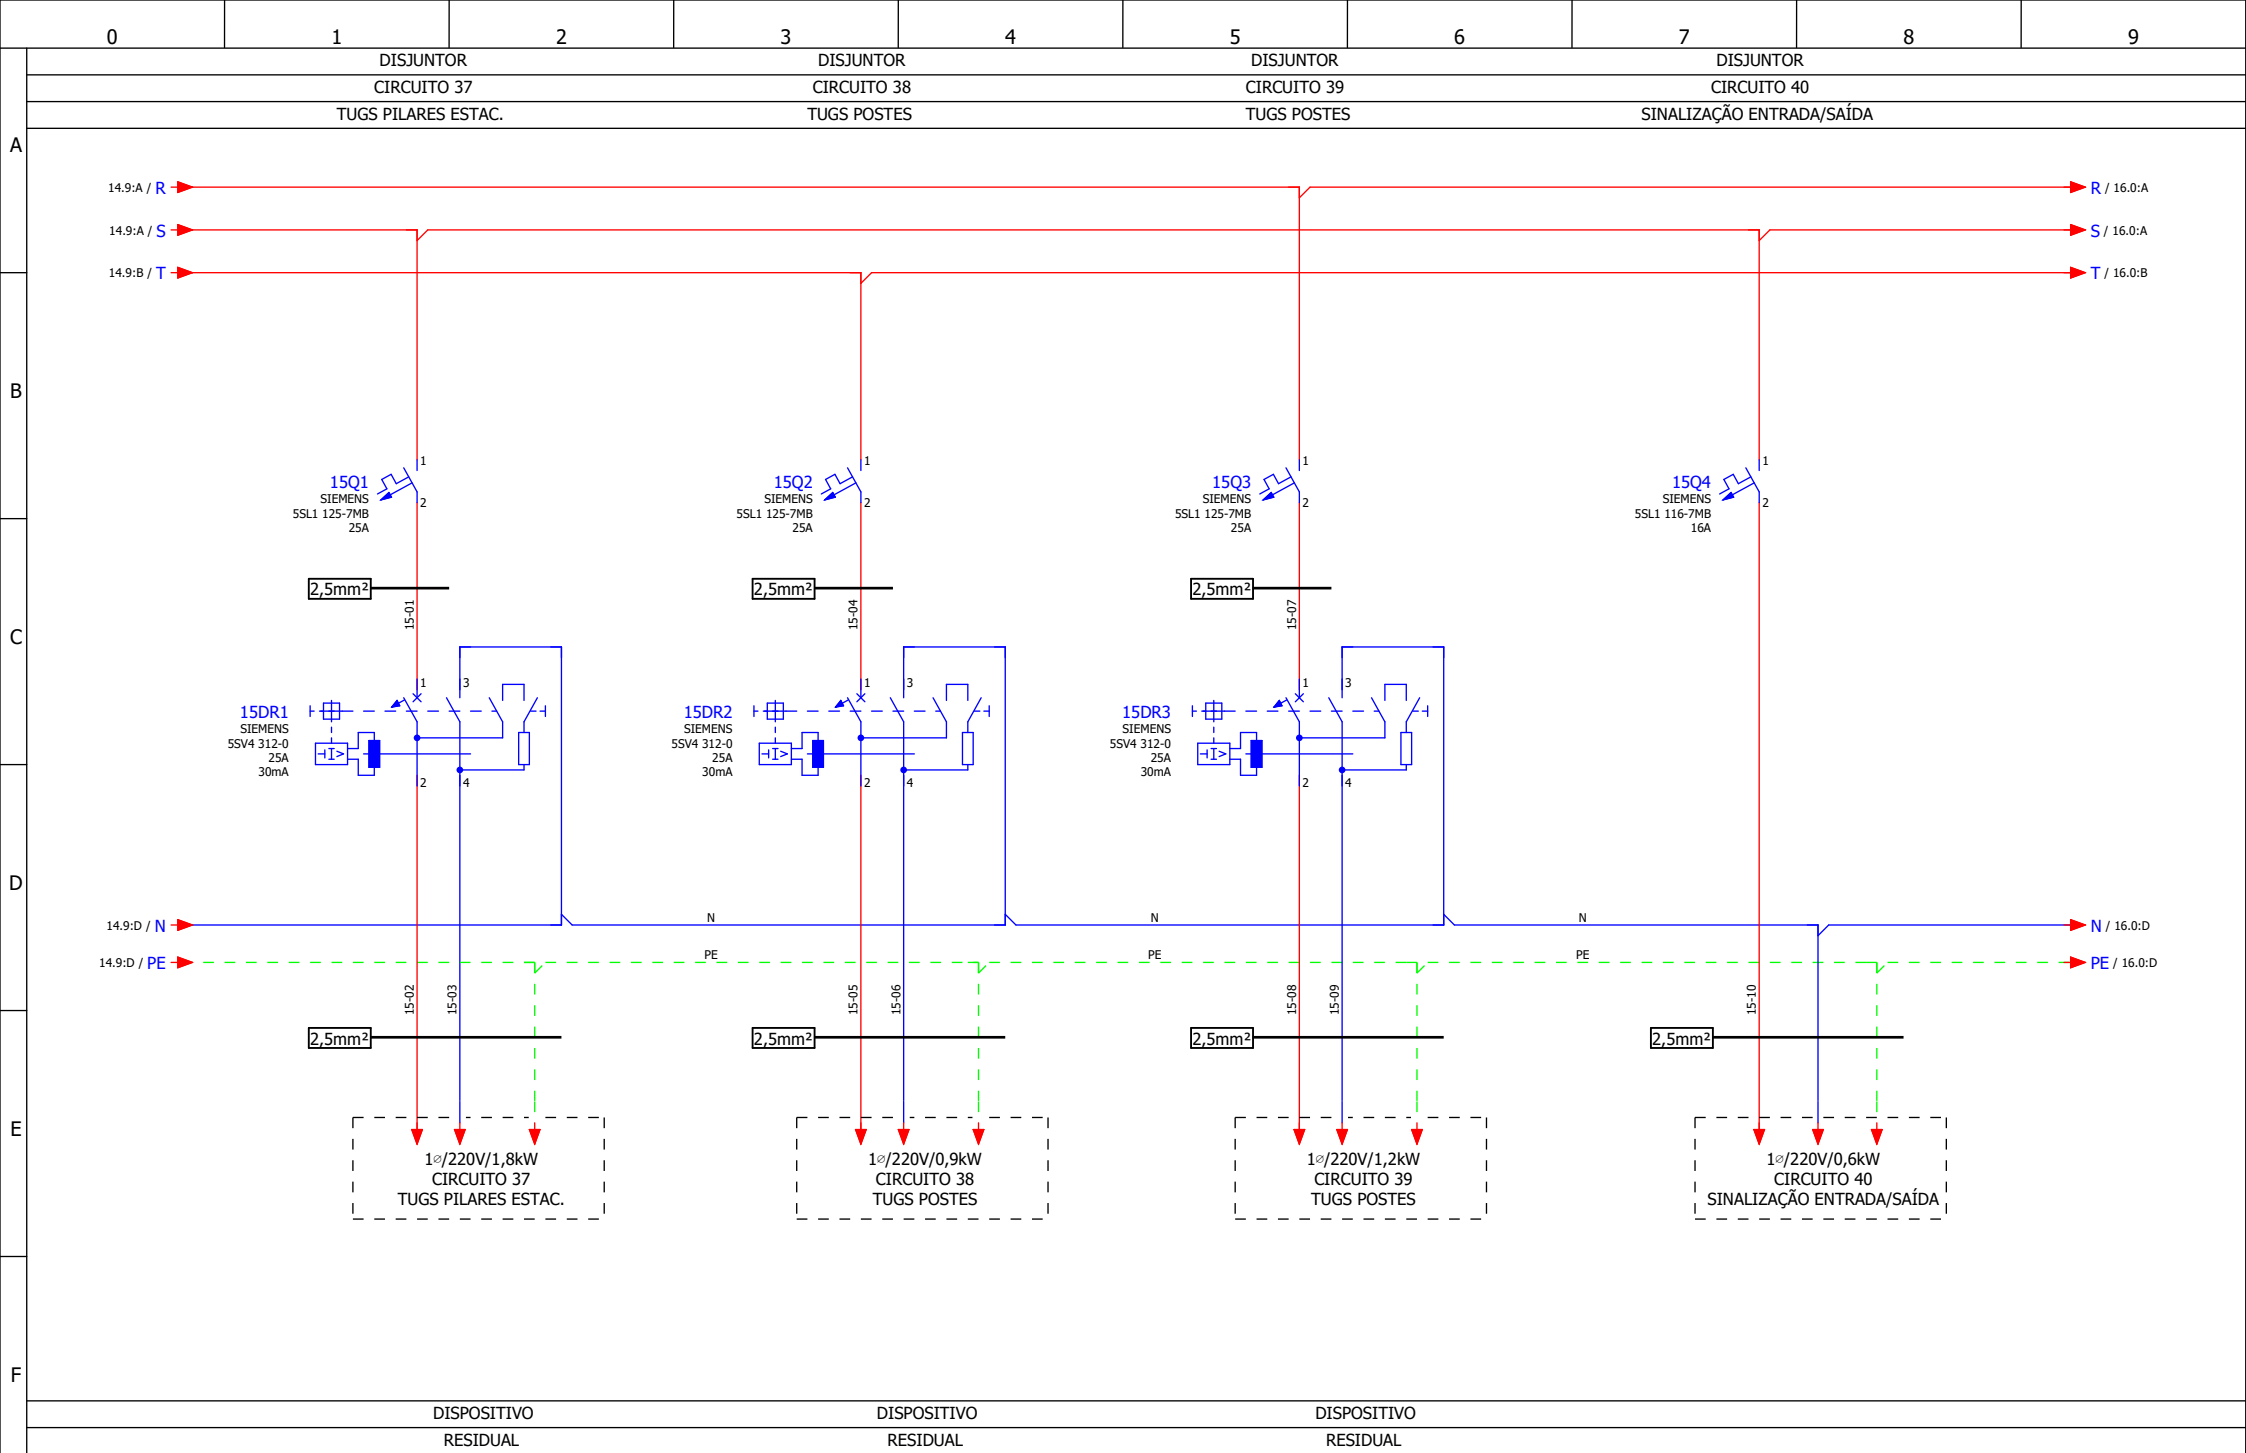 0 1 2 3 4 5 6 7 8 9
DISJUNTOR DISJUNTOR DISJUNTOR DISJUNTOR
CIRCUITO 37 CIRCUITO 38 CIRCUITO 39 CIRCUITO 40
TUGS PILARES ESTAC. TUGS POSTES TUGS POSTES SINALIZAÇÃO ENTRADA/SAÍDA
A
14.9:A / R R / 16.0:A
14.9:A / S S / 16.0:A
14.9:B / T T / 16.0:B
B
1 1 1 1
15Q1 15Q2 15Q3 15Q4
SIEMENS SIEMENS SIEMENS SIEMENS
2 2 2 2
5SL1 125-7MB 5SL1 125-7MB 5SL1 125-7MB 5SL1 116-7MB
25A 25A 25A 16A
2,5mm² 2,5mm² 2,5mm²
15-01 15-04 15-07
C
1 3 1 3 1 3
15DR1 15DR2 15DR3
SIEMENS SIEMENS SIEMENS
5SV4 312-0 5SV4 312-0 5SV4 312-0
I> I> I>
25A 25A 25A
30mA 30mA 30mA
2 4 2 4 2 4
D
N N N
14.9:D / N N / 16.0:D
PE PE PE
14.9:D / PE PE / 16.0:D
15-02 15-03 15-05 15-06 15-08 15-09 15-10
2,5mm² 2,5mm² 2,5mm² 2,5mm²
E
1∅/220V/1,8kW 1∅/220V/0,9kW 1∅/220V/1,2kW 1∅/220V/0,6kW
CIRCUITO 37 CIRCUITO 38 CIRCUITO 39 CIRCUITO 40
TUGS PILARES ESTAC. TUGS POSTES TUGS POSTES SINALIZAÇÃO ENTRADA/SAÍDA
F
DISPOSITIVO DISPOSITIVO DISPOSITIVO
RESIDUAL RESIDUAL RESIDUAL